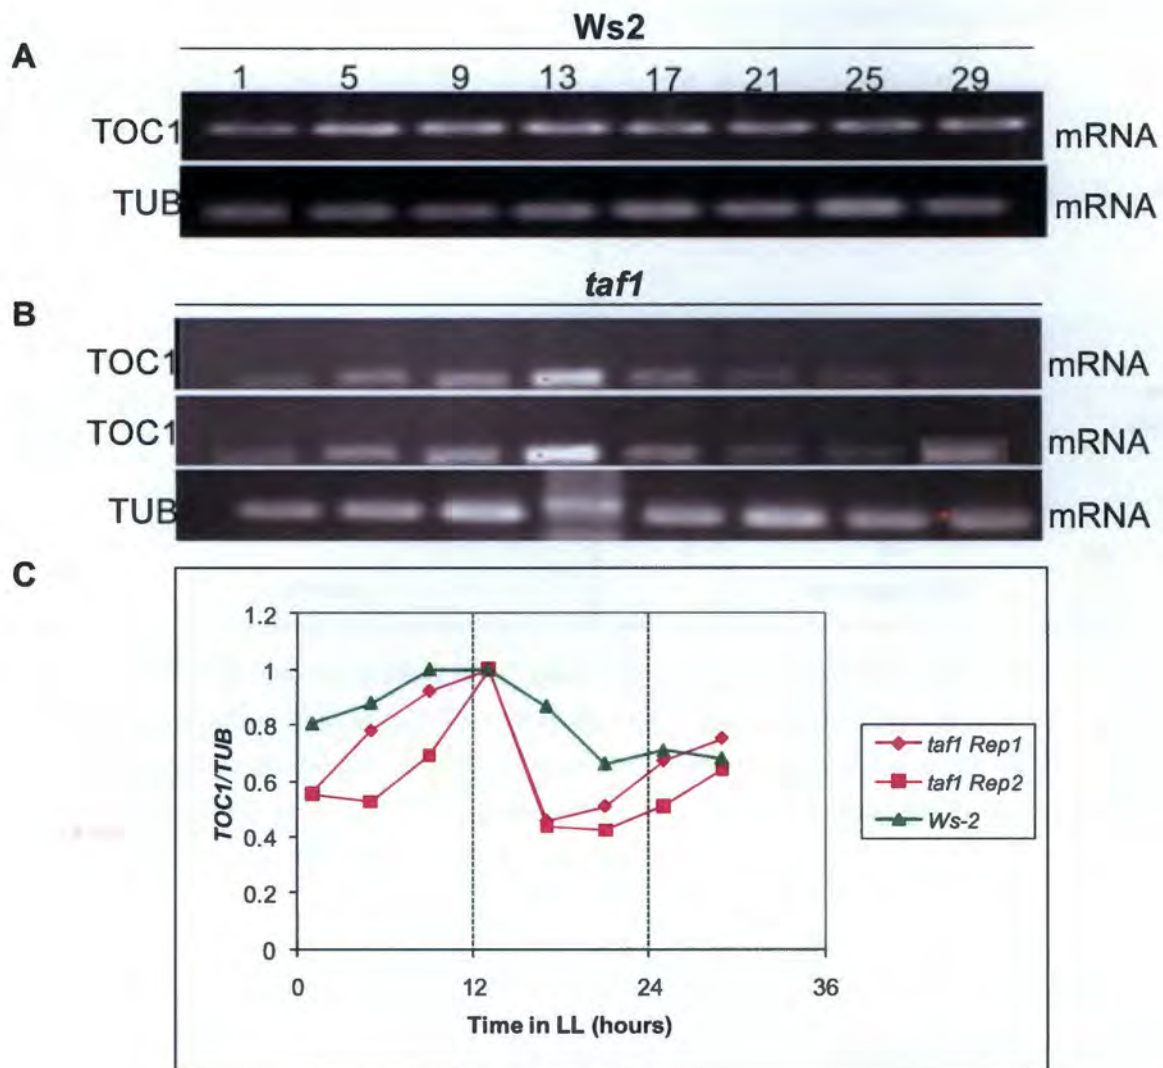 Ws2
A
1 5 9 13 17 21 25 29
TOC1 mRNA
TUB mRNA
taf1
B
TOC1 mRNA
TOC1 mRNA
TUB mRNA
C
TOC1/TUB
1.2
1
0.8
0.6
0.4
0.2
0
0 12 24 36
Time in LL (hours)
taf1 Rep1
taf1 Rep2
Ws-2